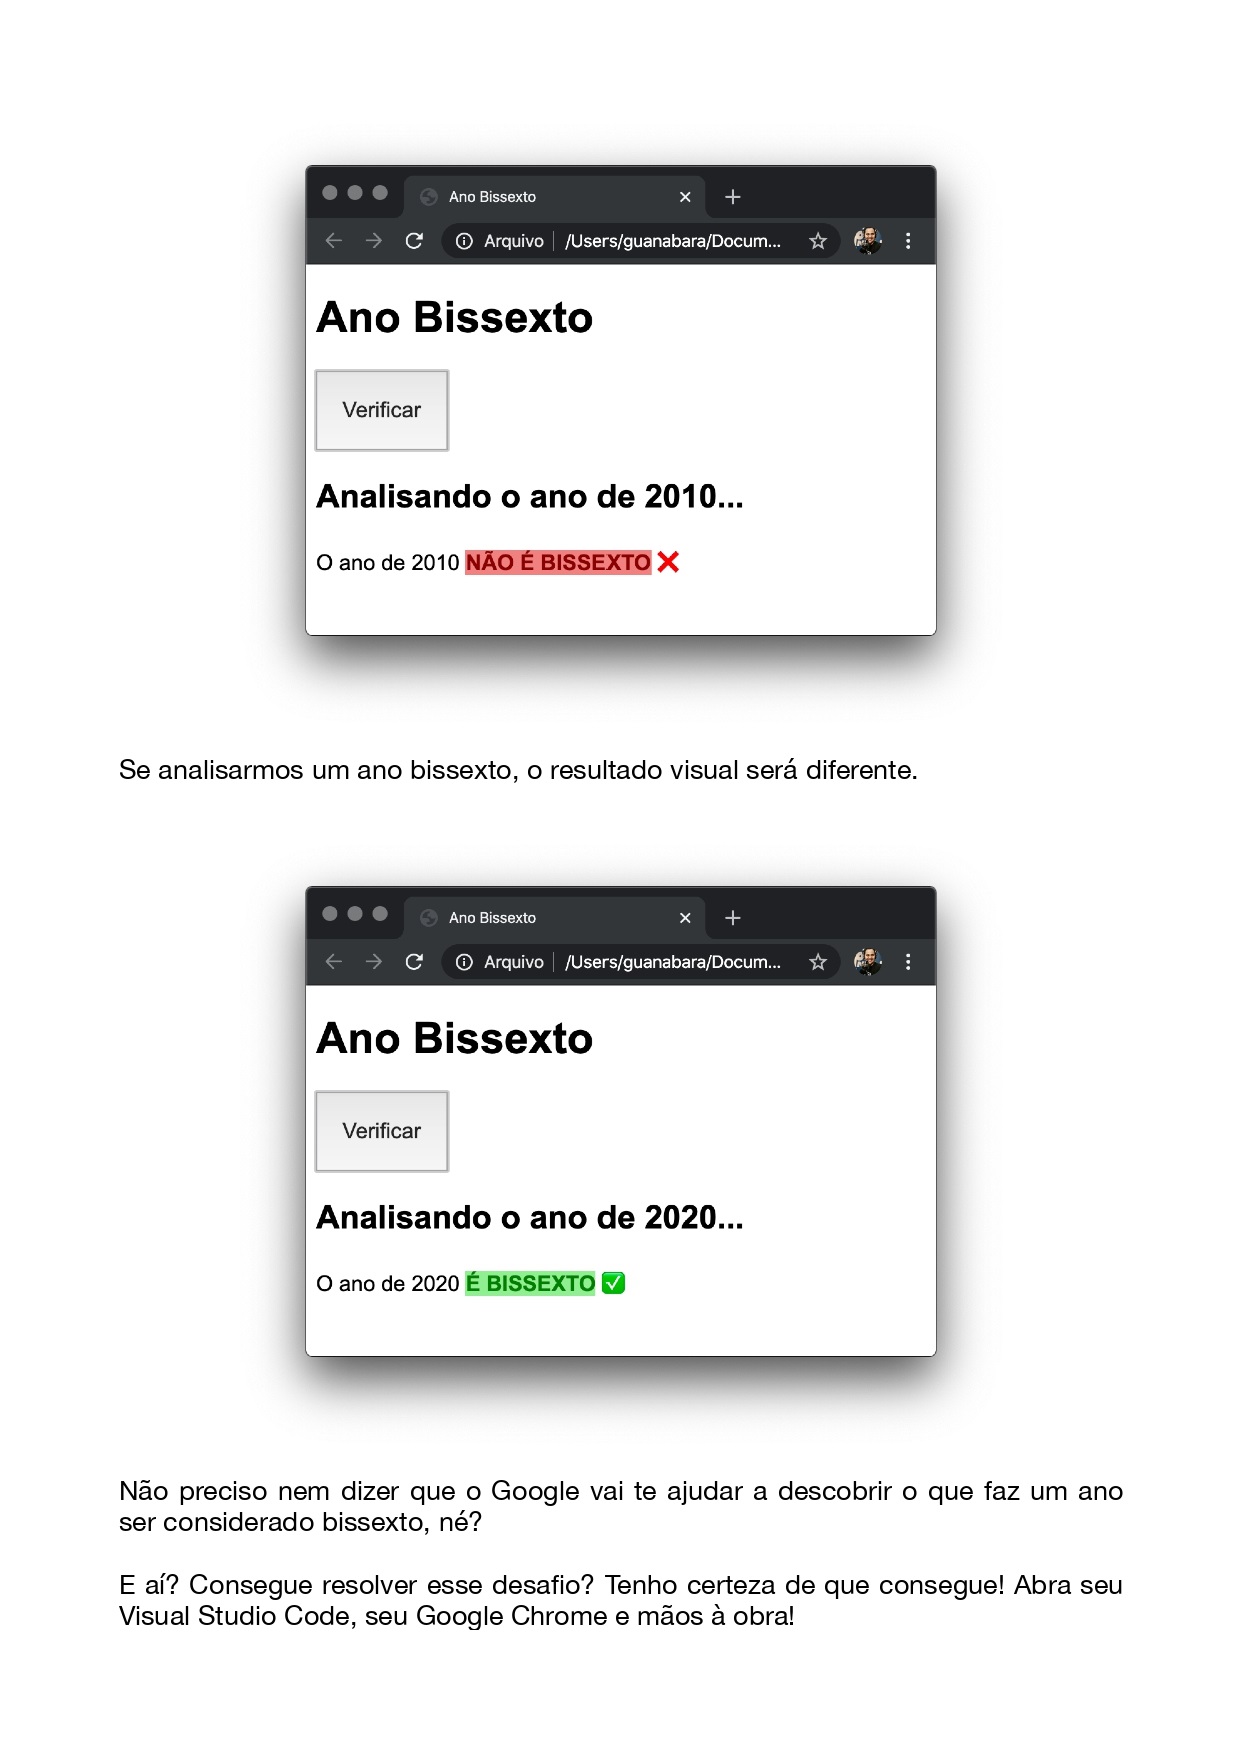 Ano Bissexto
Arquivo /Users/guanabara/Docum...
Ano Bissexto
Verificar
Analisando o ano de 2010...
O ano de 2010 NÃO É BISSEXTO ❌
Se analisarmos um ano bissexto, o resultado visual será diferente.
Ano Bissexto
Arquivo /Users/guanabara/Docum...
Ano Bissexto
Verificar
Analisando o ano de 2020...
O ano de 2020 É BISSEXTO ✅
Não preciso nem dizer que o Google vai te ajudar a descobrir o que faz um ano
ser considerado bissexto, né?
E aí? Consegue resolver esse desafio? Tenho certeza de que consegue! Abra seu
Visual Studio Code, seu Google Chrome e mãos à obra!